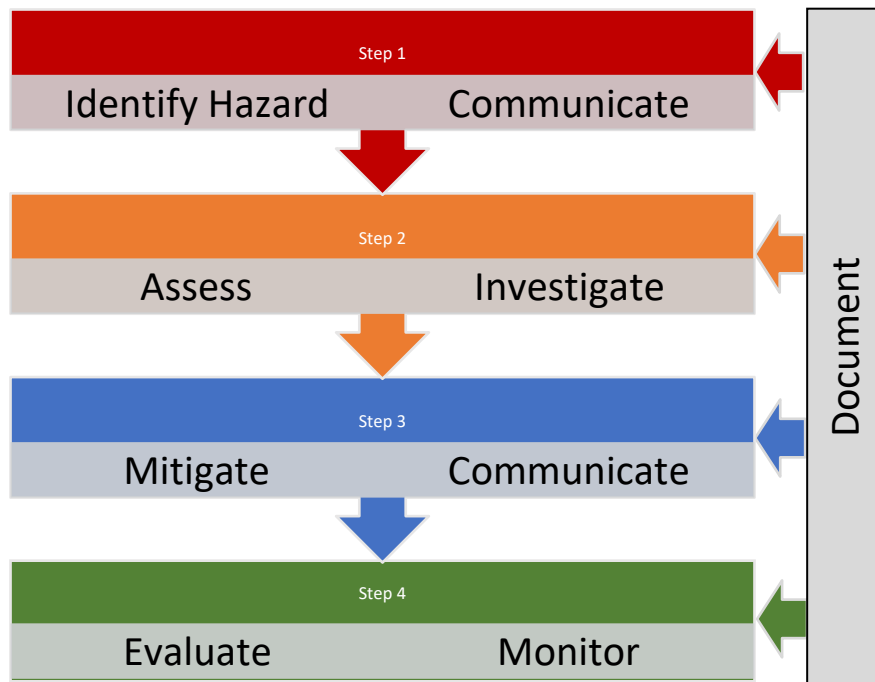 Step 1
Identify Hazard Communicate
Step 2
Assess Investigate
Step 3
Mitigate Communicate
Step 4
Evaluate Monitor
Document